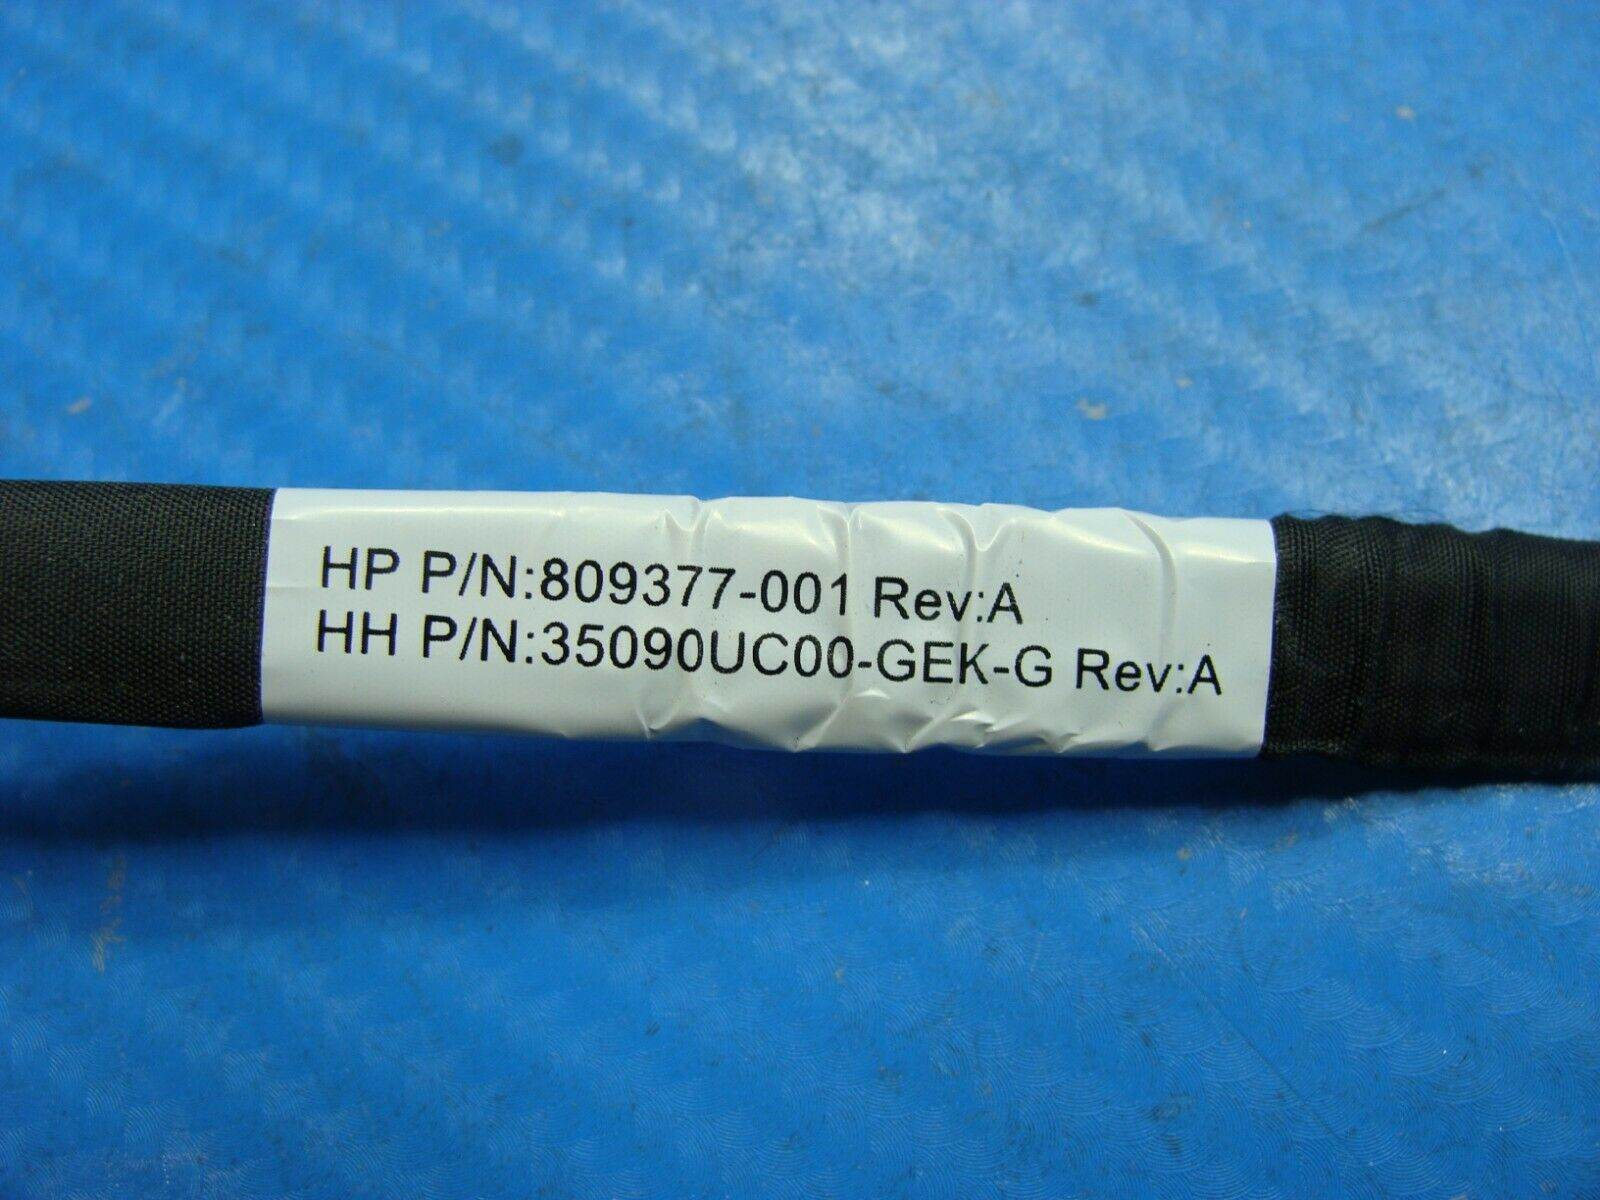 HP P/N:809377-001 Rev:A
HH P/N:35090UC00-GEK-G Rev:A